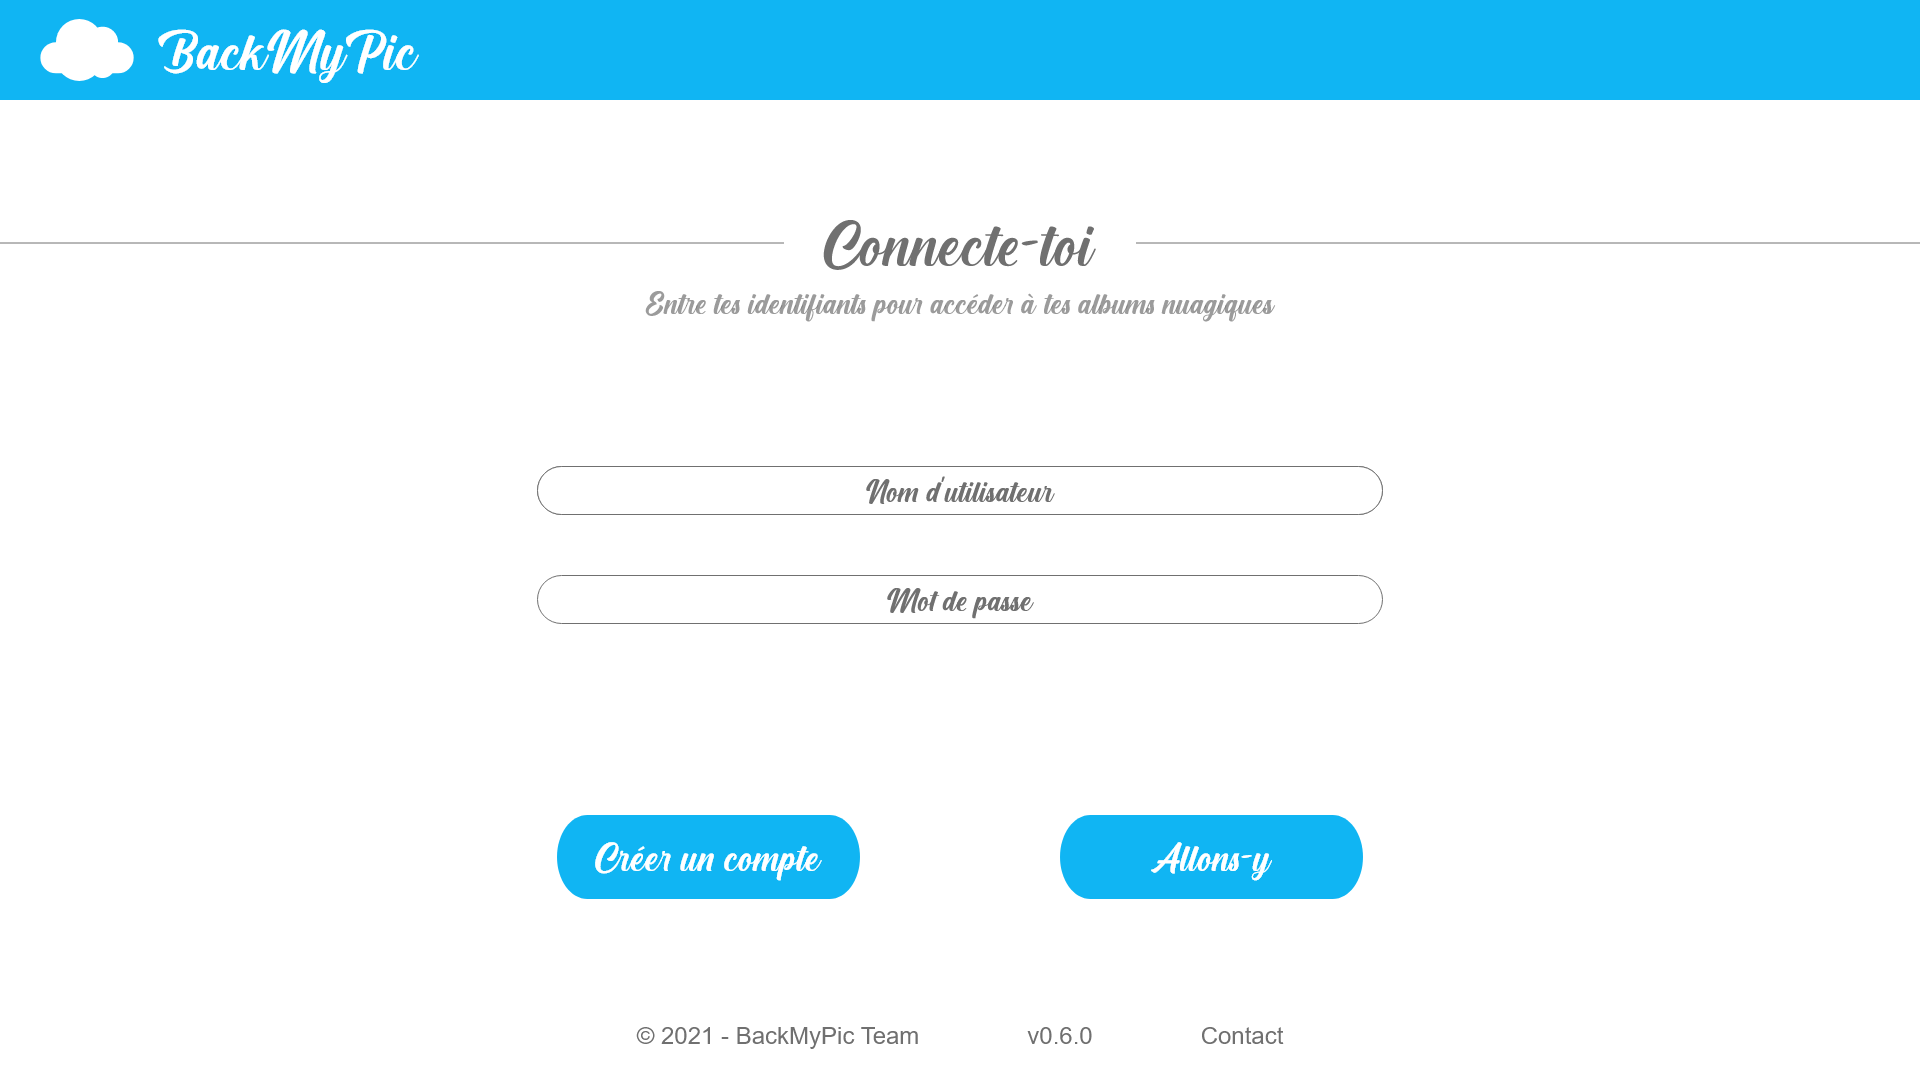 BackMyPic
Connecte-toi
Entre tes identifiants pour accéder à tes albums nuagiques
Nom d'utilisateur
Mot de passe
Créer un compte
Allons-y
© 2021 - BackMyPic Team
v0.6.0
Contact